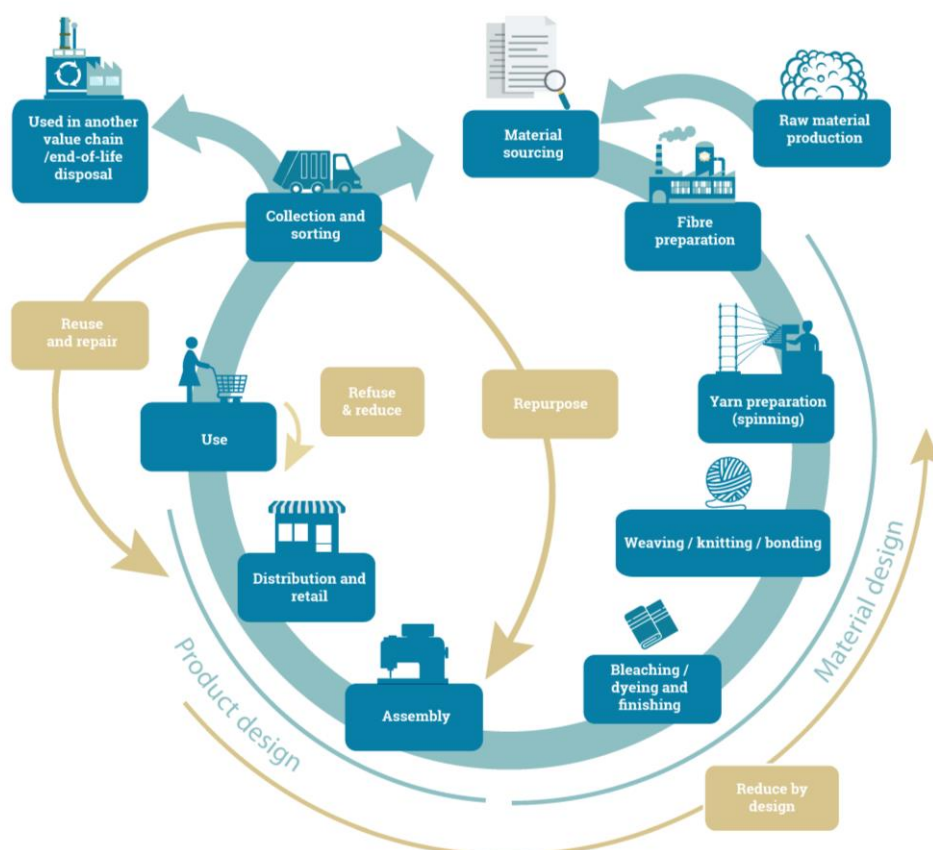 Used in another
value chain
/end-of-life
disposal
Material
sourcing
Raw material
production
Collection and
sorting
Fibre
preparation
Reuse
and repair
Refuse
& reduce
Repurpose
Yarn preparation
(spinning)
Use
Weaving / knitting / bonding
Distribution and
retail
Bleaching /
dyeing and
finishing
Assembly
Product design
Material design
Reduce by
design